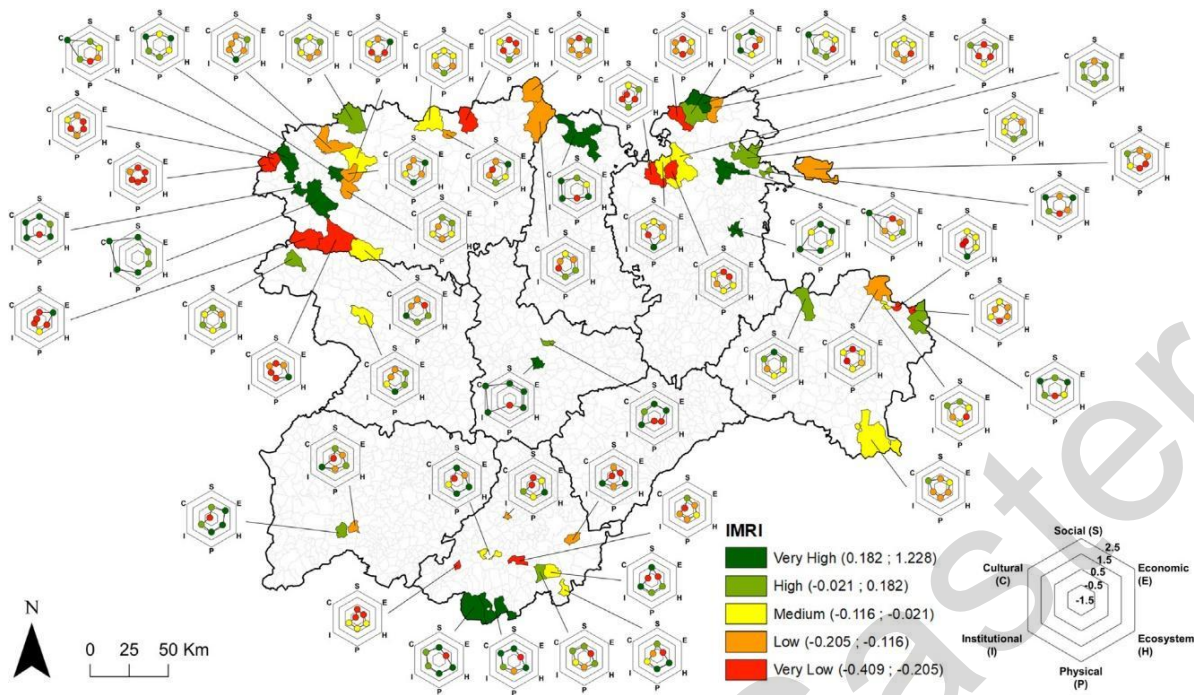 IMRI
Very High (0.182 ; 1.228)
High (-0.021 ; 0.182)
Medium (-0.116 ; -0.021)
Low (-0.205 ; -0.116)
Very Low (-0.409 ; -0.205)
Social (S)
2.5
1.5
0.5
-0.5
-1.5
Cultural
(C)
Economic
(E)
Institutional
(I)
Ecosystem
(H)
Physical
(P)
N
0 25 50 Km
S
C
E
I
H
P
aster